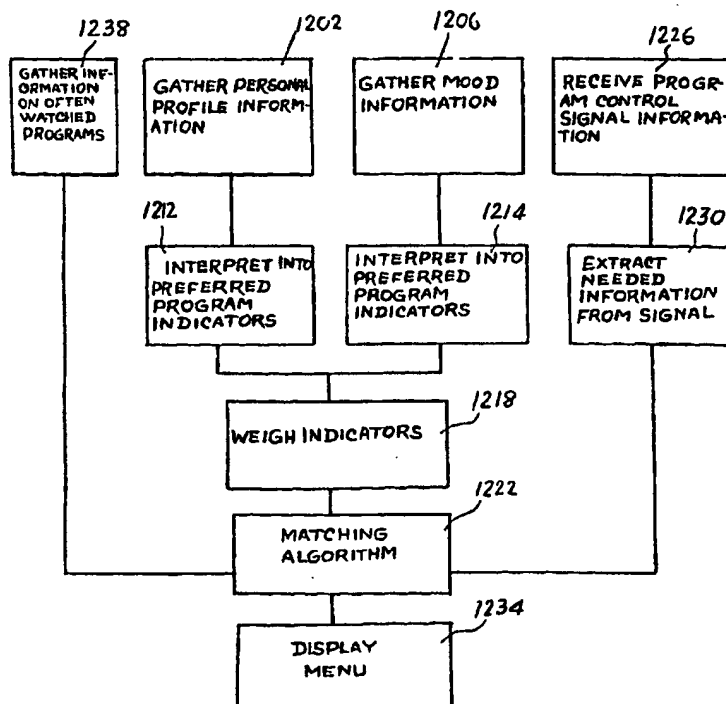 1238
1202
1206
1226
GATHER INF-
ORMATION
ON OFTEN
WATCHED
PROGRAMS
GATHER PERSONAL
PROFILE INFORM-
ATION
GATHER MOOD
INFORMATION
RECEIVE PROGR-
AM CONTROL
SIGNAL INFORMA-
TION
1212
1214
1230
INTERPRET INTO
PREFERRED
PROGRAM
INDICATORS
INTERPRET INTO
PREFERRED
PROGRAM
INDICATORS
EXTRACT
NEEDED
INFORMATION
FROM SIGNAL
1218
WEIGH INDICATORS
1222
MATCHING
ALGORITHM
1234
DISPLAY
MENU